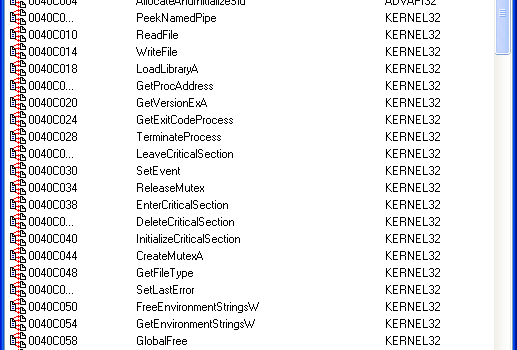 0040C004 AllocateAndInitializeSid ADVAPI32
0040C0... PeekNamedPipe KERNEL32
0040C010 ReadFile KERNEL32
0040C014 WriteFile KERNEL32
0040C018 LoadLibraryA KERNEL32
0040C0... GetProcAddress KERNEL32
0040C020 GetVersionExA KERNEL32
0040C024 GetExitCodeProcess KERNEL32
0040C028 TerminateProcess KERNEL32
0040C0... LeaveCriticalSection KERNEL32
0040C030 SetEvent KERNEL32
0040C034 ReleaseMutex KERNEL32
0040C038 EnterCriticalSection KERNEL32
0040C0... DeleteCriticalSection KERNEL32
0040C040 InitializeCriticalSection KERNEL32
0040C044 CreateMutexA KERNEL32
0040C048 GetFileType KERNEL32
0040C0... SetLastError KERNEL32
0040C050 FreeEnvironmentStringsW KERNEL32
0040C054 GetEnvironmentStringsW KERNEL32
0040C058 GlobalFree KERNEL32